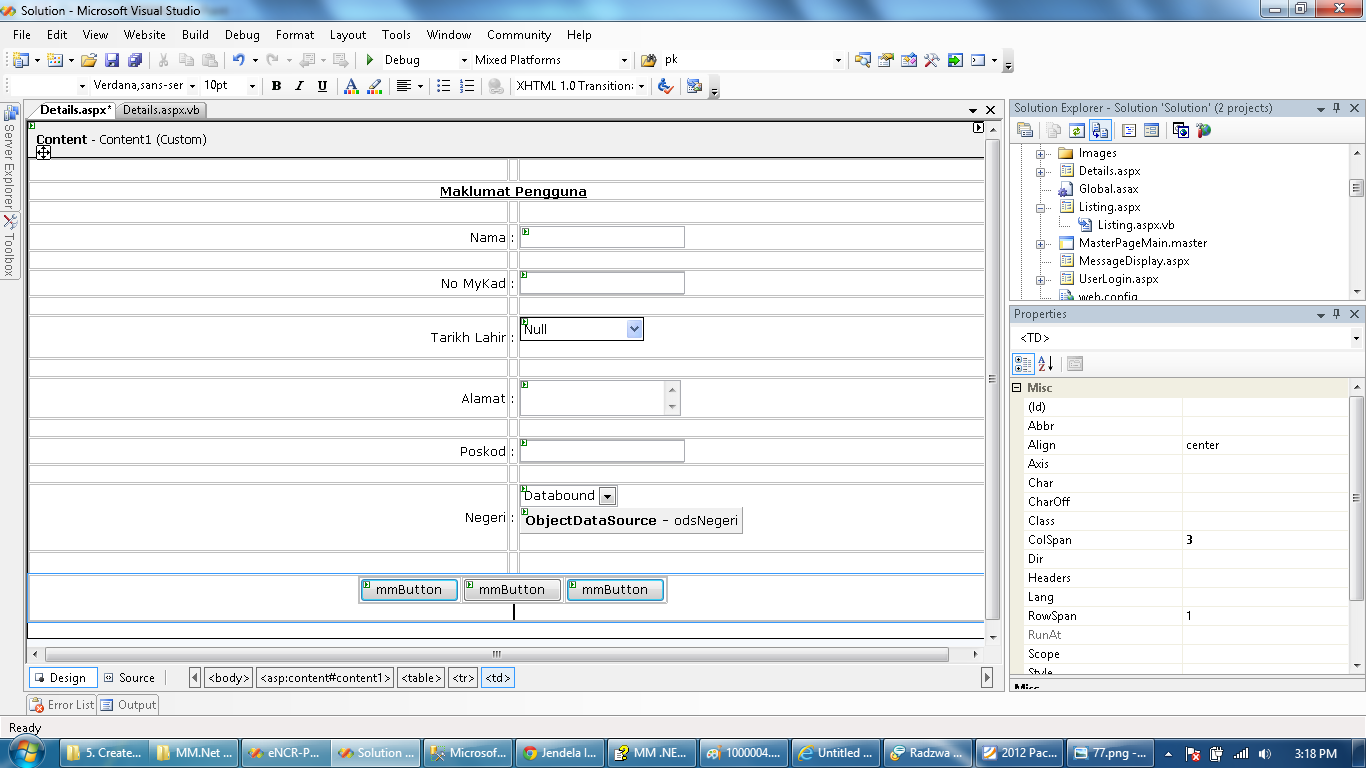 Solution - Microsoft Visual Studio
File Edit View Website Build Debug Format Layout Tools Window Community Help
Debug Mixed Platforms pk
Verdana,sans-ser 10pt B I U A XHTML 1.0 Transition:
Details.aspx* Details.aspx.vb
Server Explorer
Toolbox
Content - Content1 (Custom)
Maklumat Pengguna
Nama :
No MyKad :
Tarikh Lahir : Null
Alamat :
Poskod :
Negeri : Databound
ObjectDataSource - odsNegeri
mmButton mmButton mmButton
Design Source <body> <asp:content#content1> <table> <tr> <td>
Error List Output
Ready
Solution Explorer - Solution 'Solution' (2 projects)
Images
Details.aspx
Global.asax
Listing.aspx
Listing.aspx.vb
MasterPageMain.master
MessageDisplay.aspx
UserLogin.aspx
web.config
Properties
<TD>
Misc
(Id)
Abbr
Align center
Axis
Char
CharOff
Class
ColSpan 3
Dir
Headers
Lang
RowSpan 1
RunAt
Scope
Style
Misc
5. Create... MM.Net ... eNCR-P... Solution ... Microsof... Jendela I... MM .NE... 1000004.... Untitled ... Radzwa ... 2012 Pac... 77.png -... 3:18 PM